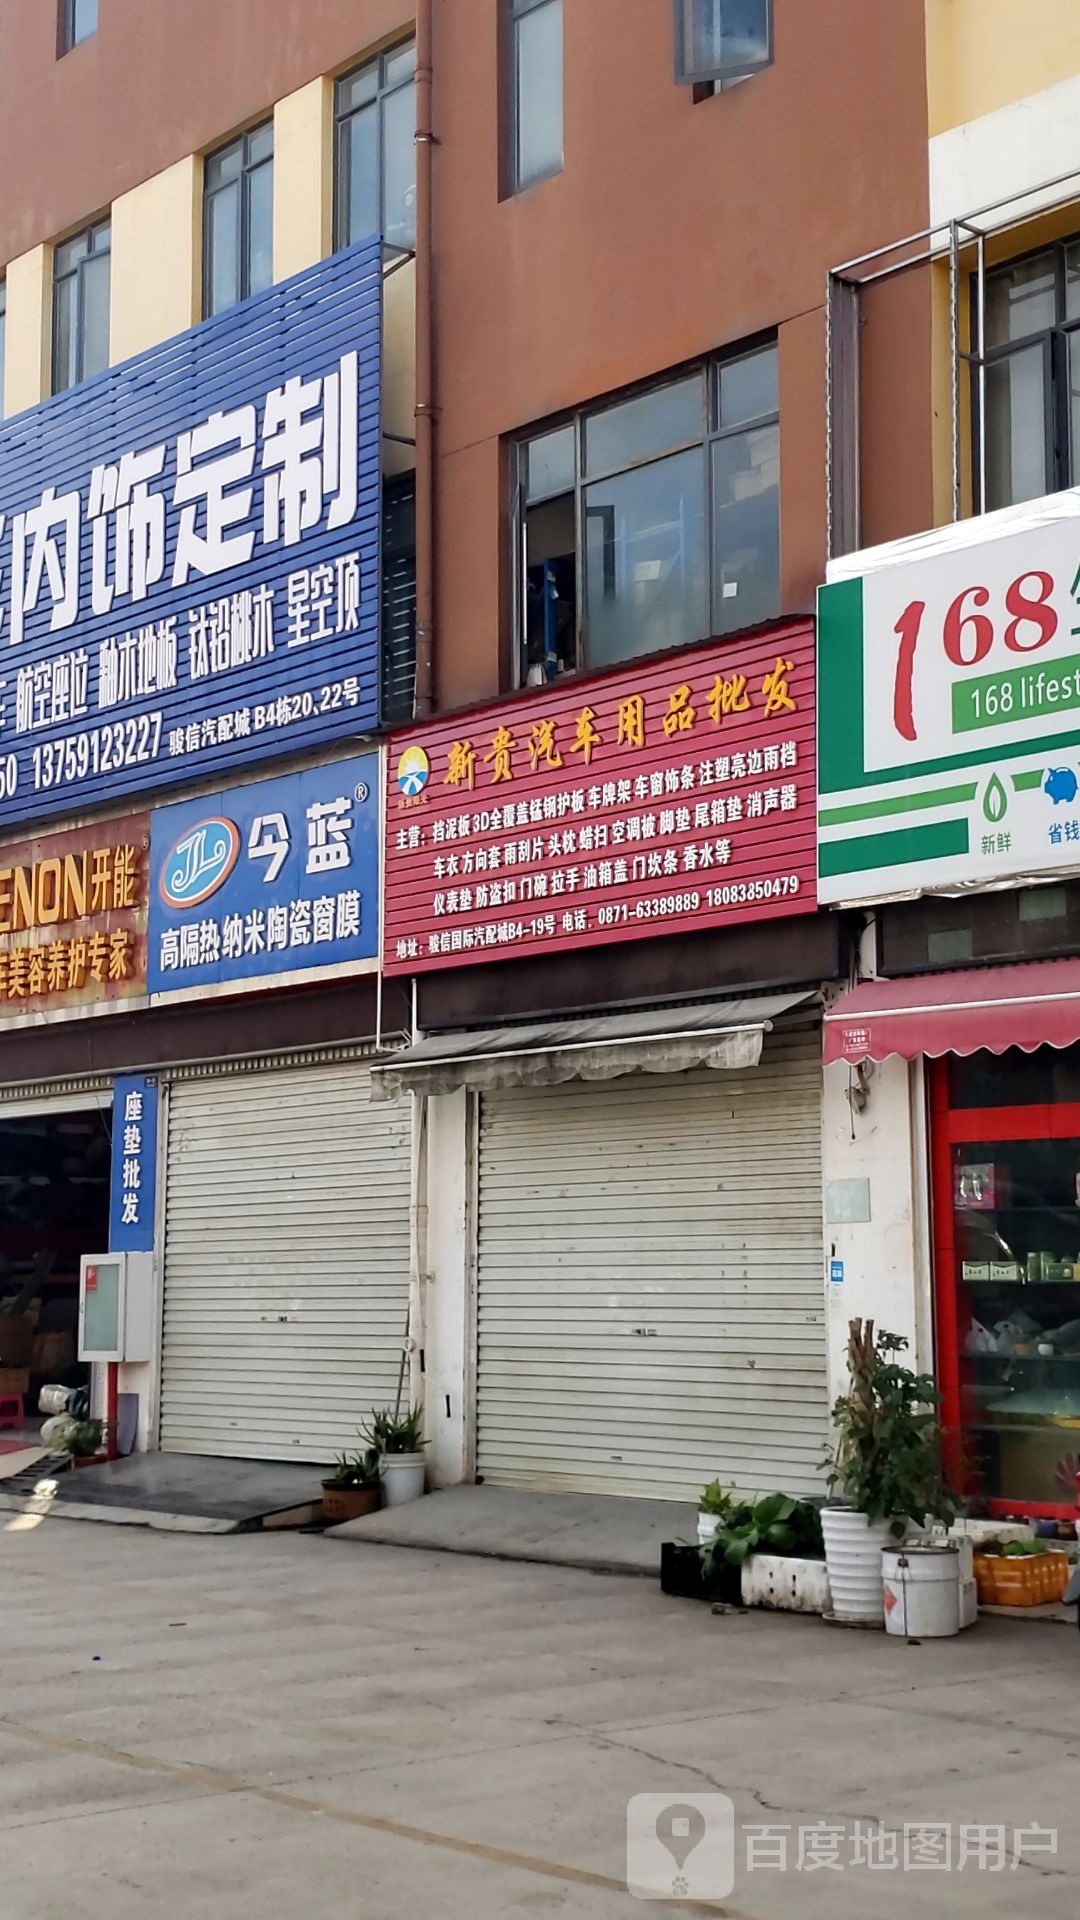 内饰定制
航空座位 釉木地板 钛铅桃木 星空顶
50 13759123227 骏信汽配城 B4栋20、22号
ENON开能
车美容养护专家
JL 今蓝®
高隔热 纳米陶瓷窗膜
新贵汽车用品批发
主营：挡泥板 3D全覆盖锰钢护板 车牌架 车窗饰条 注塑亮边雨档
车衣 方向套 雨刮片 头枕 蜡扫 空调被 脚垫 尾箱垫 消声器
仪表垫 防盗扣 门碗 拉手 油箱盖 门坎条 香水等
地址：骏信国际汽配城B4-19号 电话．0871-63389889 18083850479
168
168 lifest
新鲜
省钱
座垫批发
百度地图用户